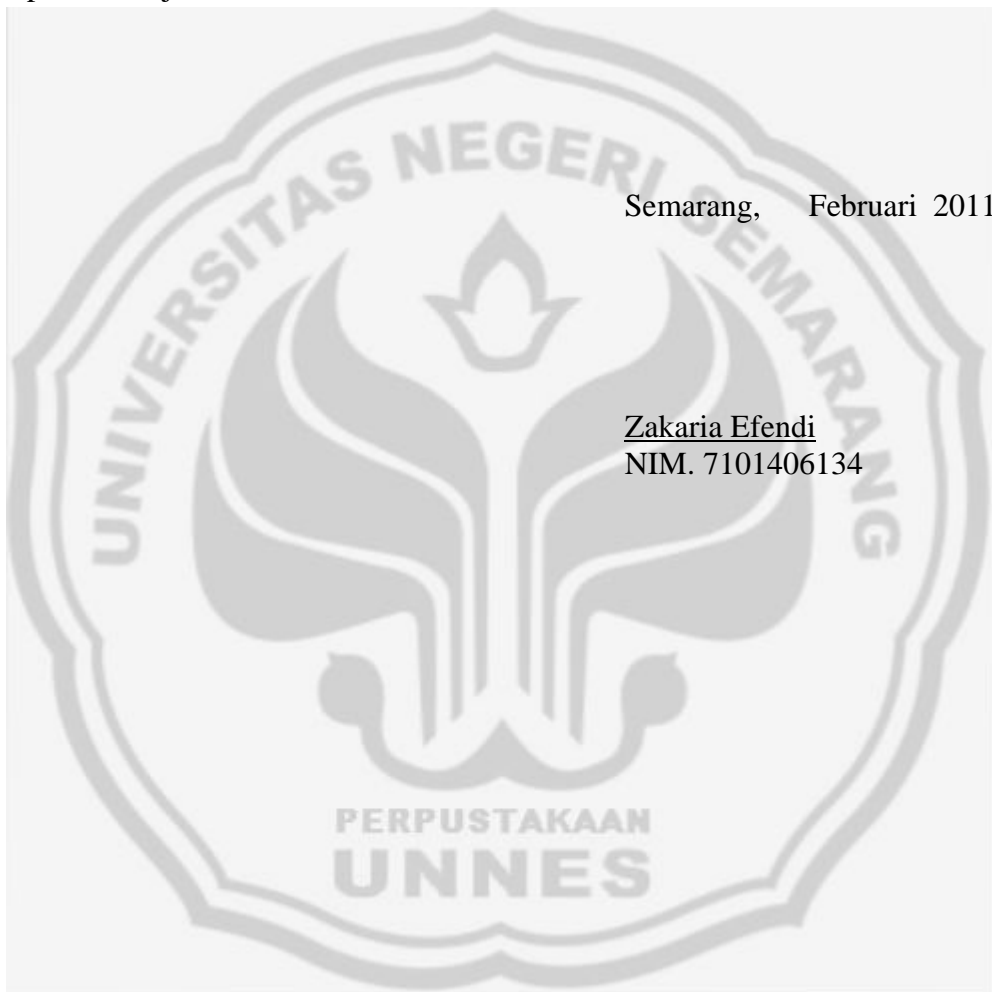 UNIVERSITAS NEGERI SEMARANG
Semarang, Februari 2011
Zakaria Efendi
NIM. 7101406134
PERPUSTAKAAN
UNNES